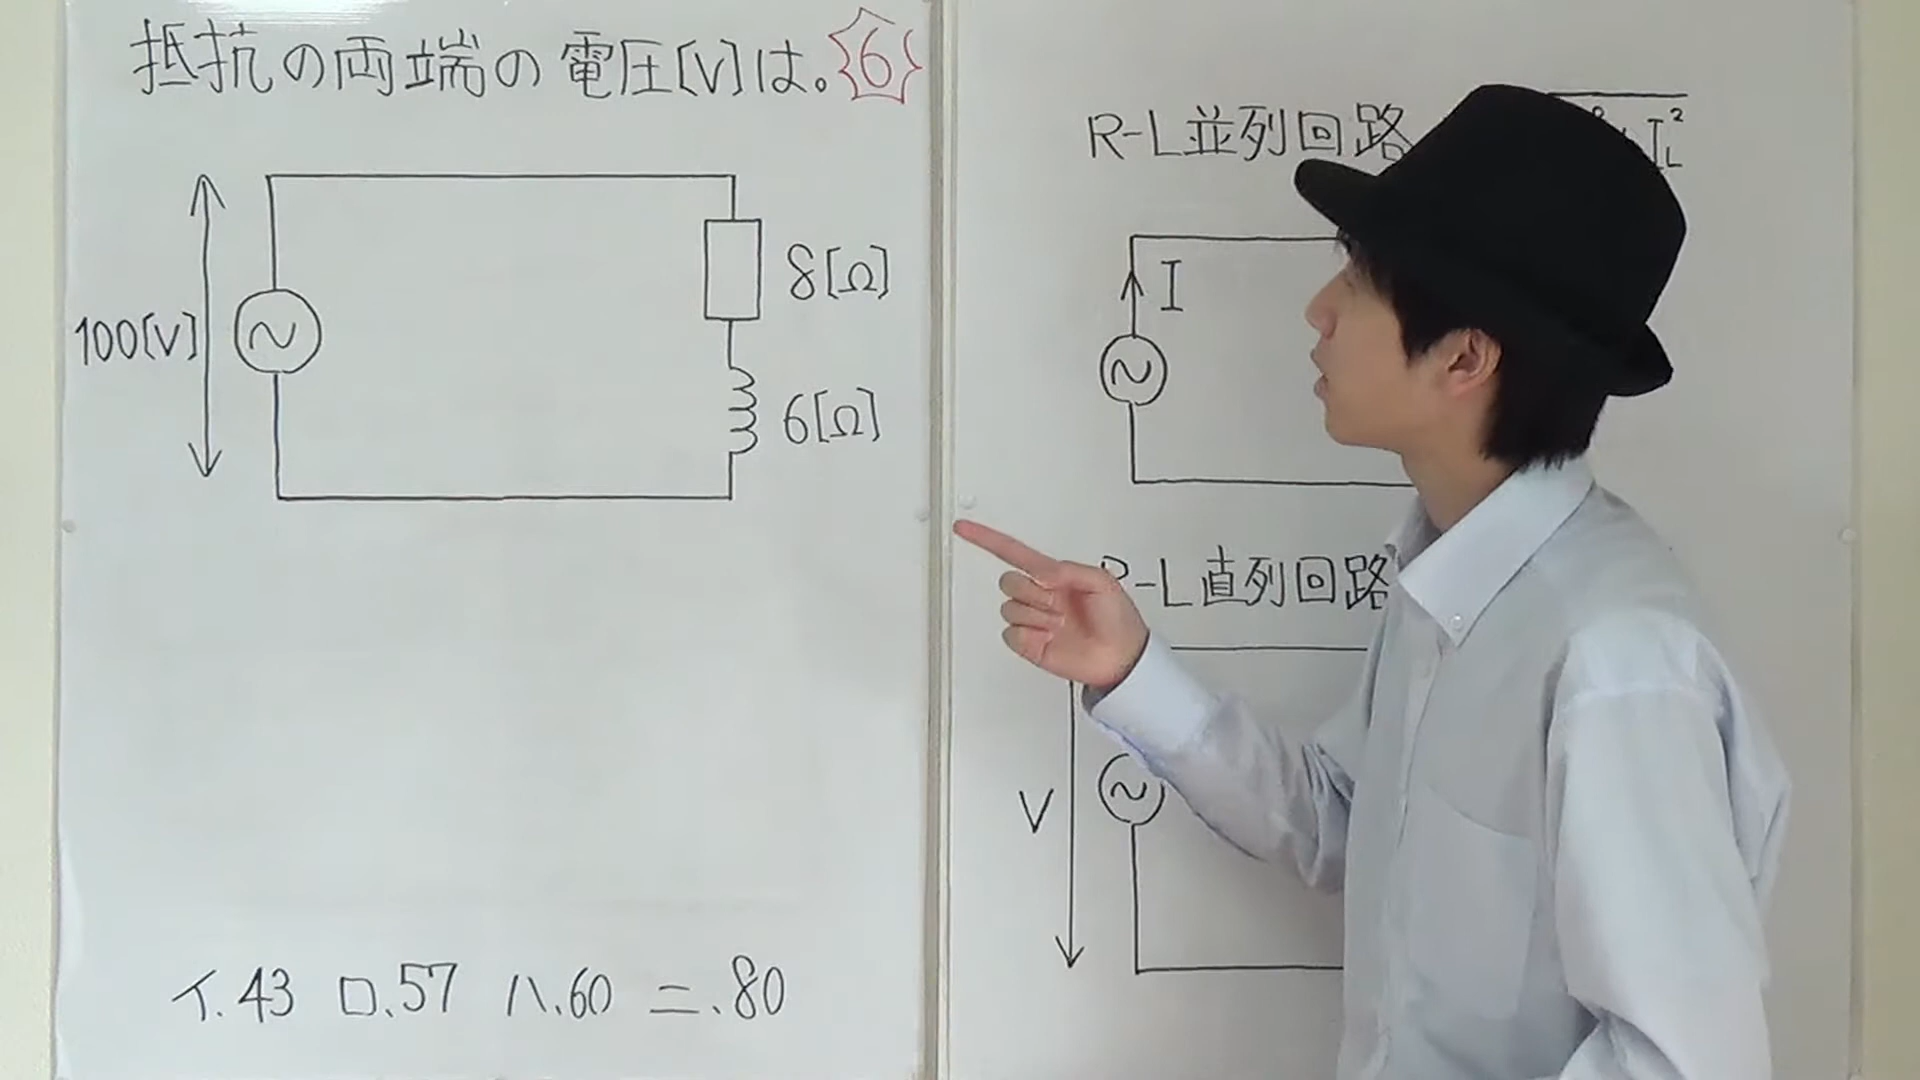 抵抗の両端の電圧[V]は。6
100[V]
8[Ω]
6[Ω]
イ.43 ロ.57 ハ.60 ニ.80
R-L並列回路
I_L²
I
R-L直列回路
V